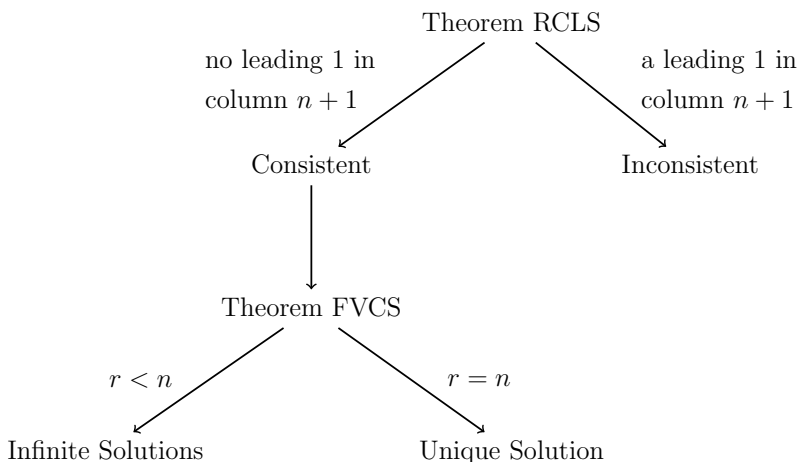 Theorem RCLS
no leading 1 in
column n + 1
a leading 1 in
column n + 1
Consistent
Inconsistent
Theorem FVCS
r < n
r = n
Infinite Solutions
Unique Solution